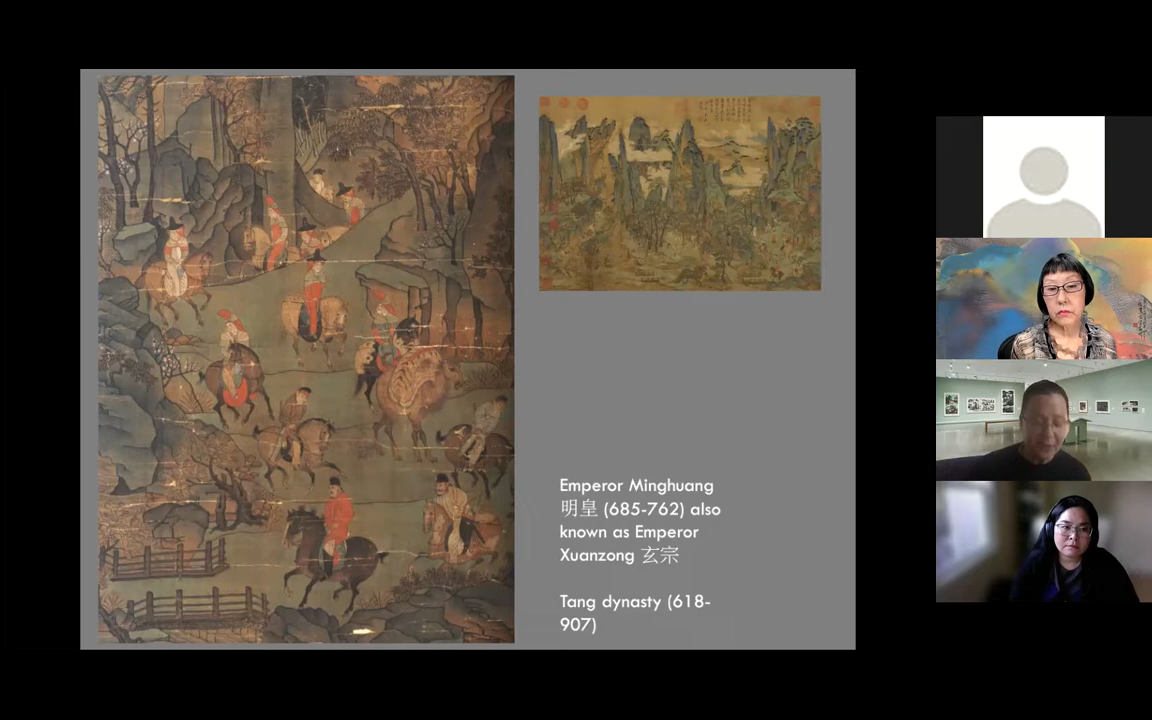 Emperor Minghuang
明皇 (685-762) also
known as Emperor
Xuanzong 玄宗
Tang dynasty (618-
907)